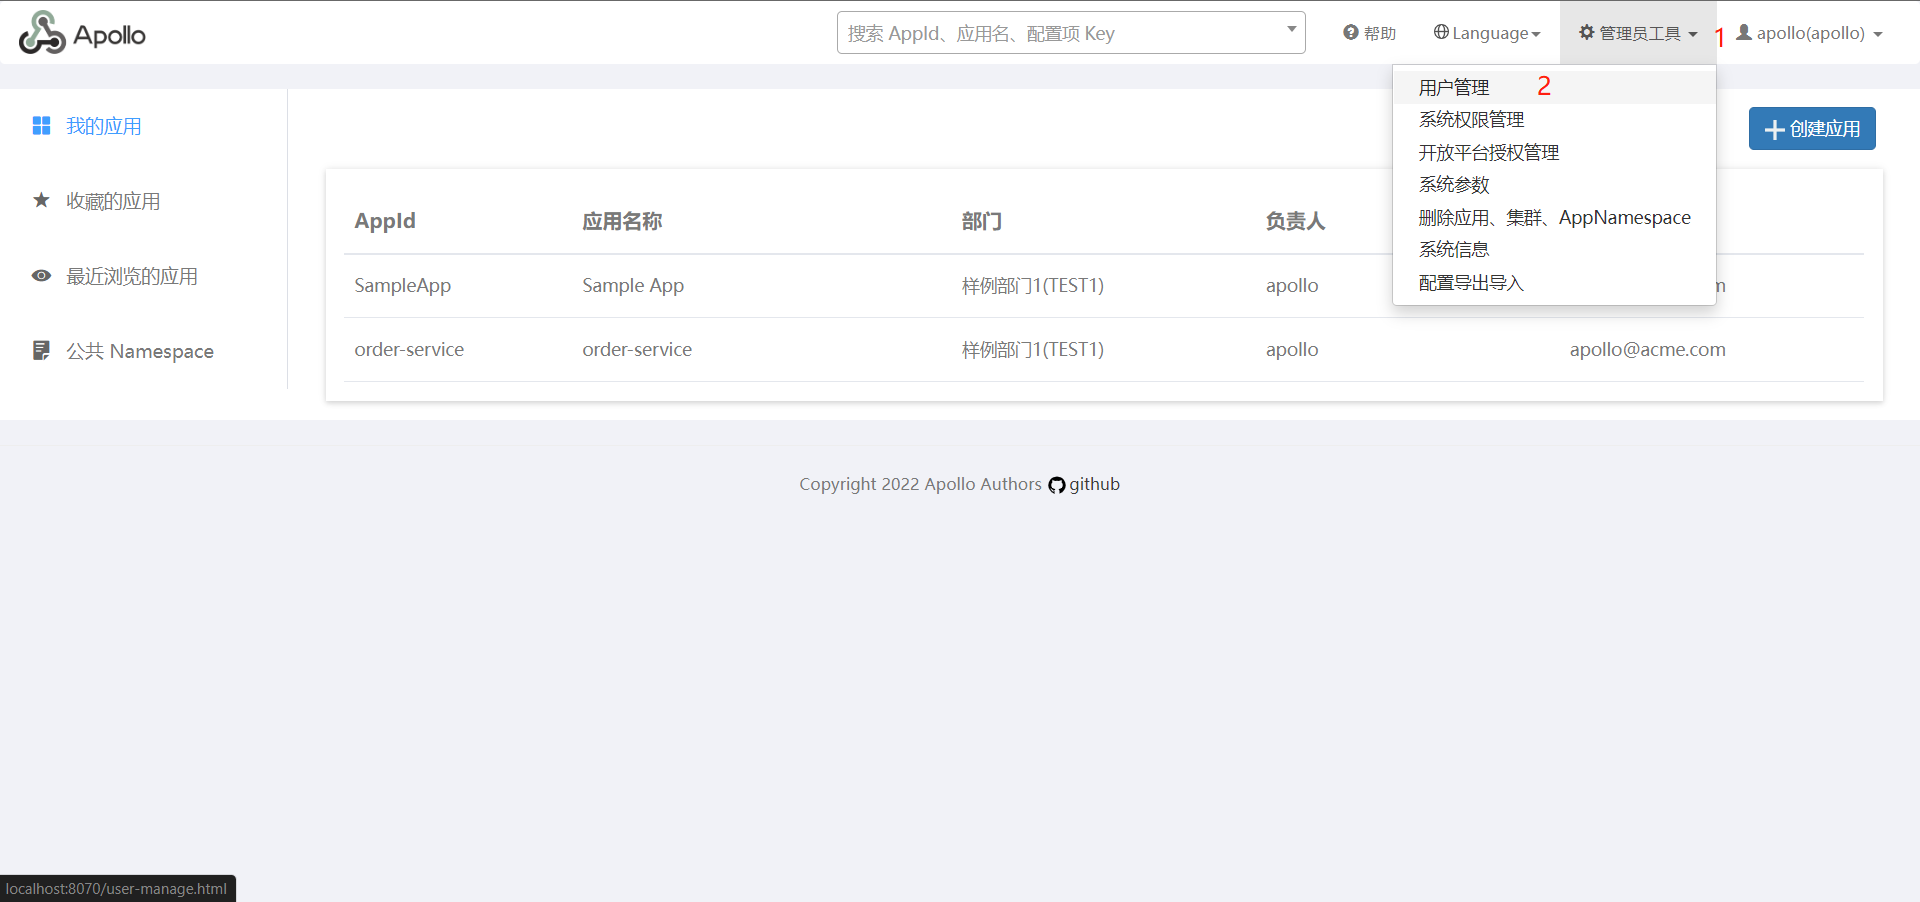 Apollo
搜索 AppId、应用名、配置项 Key
帮助
Language
管理员工具
1
apollo(apollo)
用户管理 2
系统权限管理
开放平台授权管理
系统参数
删除应用、集群、AppNamespace
系统信息
配置导出导入
我的应用
收藏的应用
最近浏览的应用
公共 Namespace
创建应用
AppId 应用名称 部门 负责人
SampleApp Sample App 样例部门1(TEST1) apollo m
order-service order-service 样例部门1(TEST1) apollo apollo@acme.com
Copyright 2022 Apollo Authors github
localhost:8070/user-manage.html